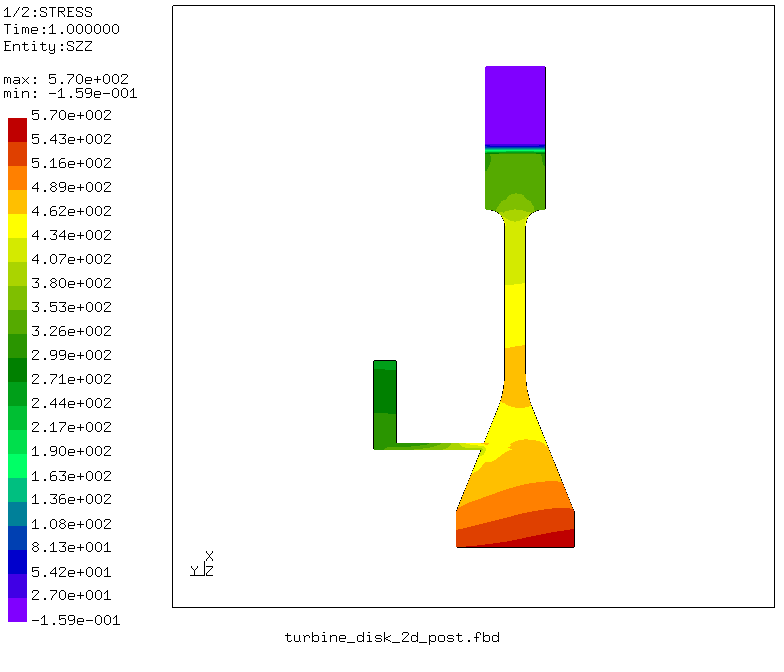 1/2:STRESS
Time:1.000000
Entity:SZZ
max: 5.70e+002
min: -1.59e-001
5.70e+002
5.43e+002
5.16e+002
4.89e+002
4.62e+002
4.34e+002
4.07e+002
3.80e+002
3.53e+002
3.26e+002
2.99e+002
2.71e+002
2.44e+002
2.17e+002
1.90e+002
1.63e+002
1.36e+002
1.08e+002
8.13e+001
5.42e+001
2.70e+001
-1.59e-001
X
Y Z
turbine_disk_2d_post.fbd